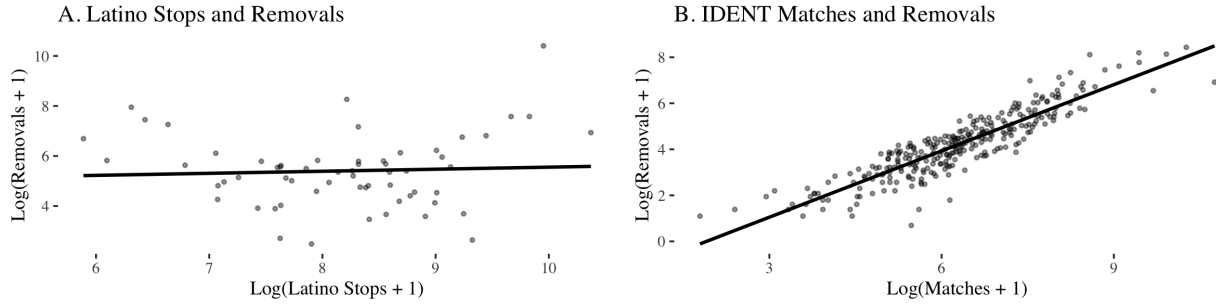 A. Latino Stops and Removals
Log(Removals + 1)
10
8
6
4
6 7 8 9 10
Log(Latino Stops + 1)
B. IDENT Matches and Removals
Log(Removals + 1)
8
6
4
2
0
3 6 9
Log(Matches + 1)